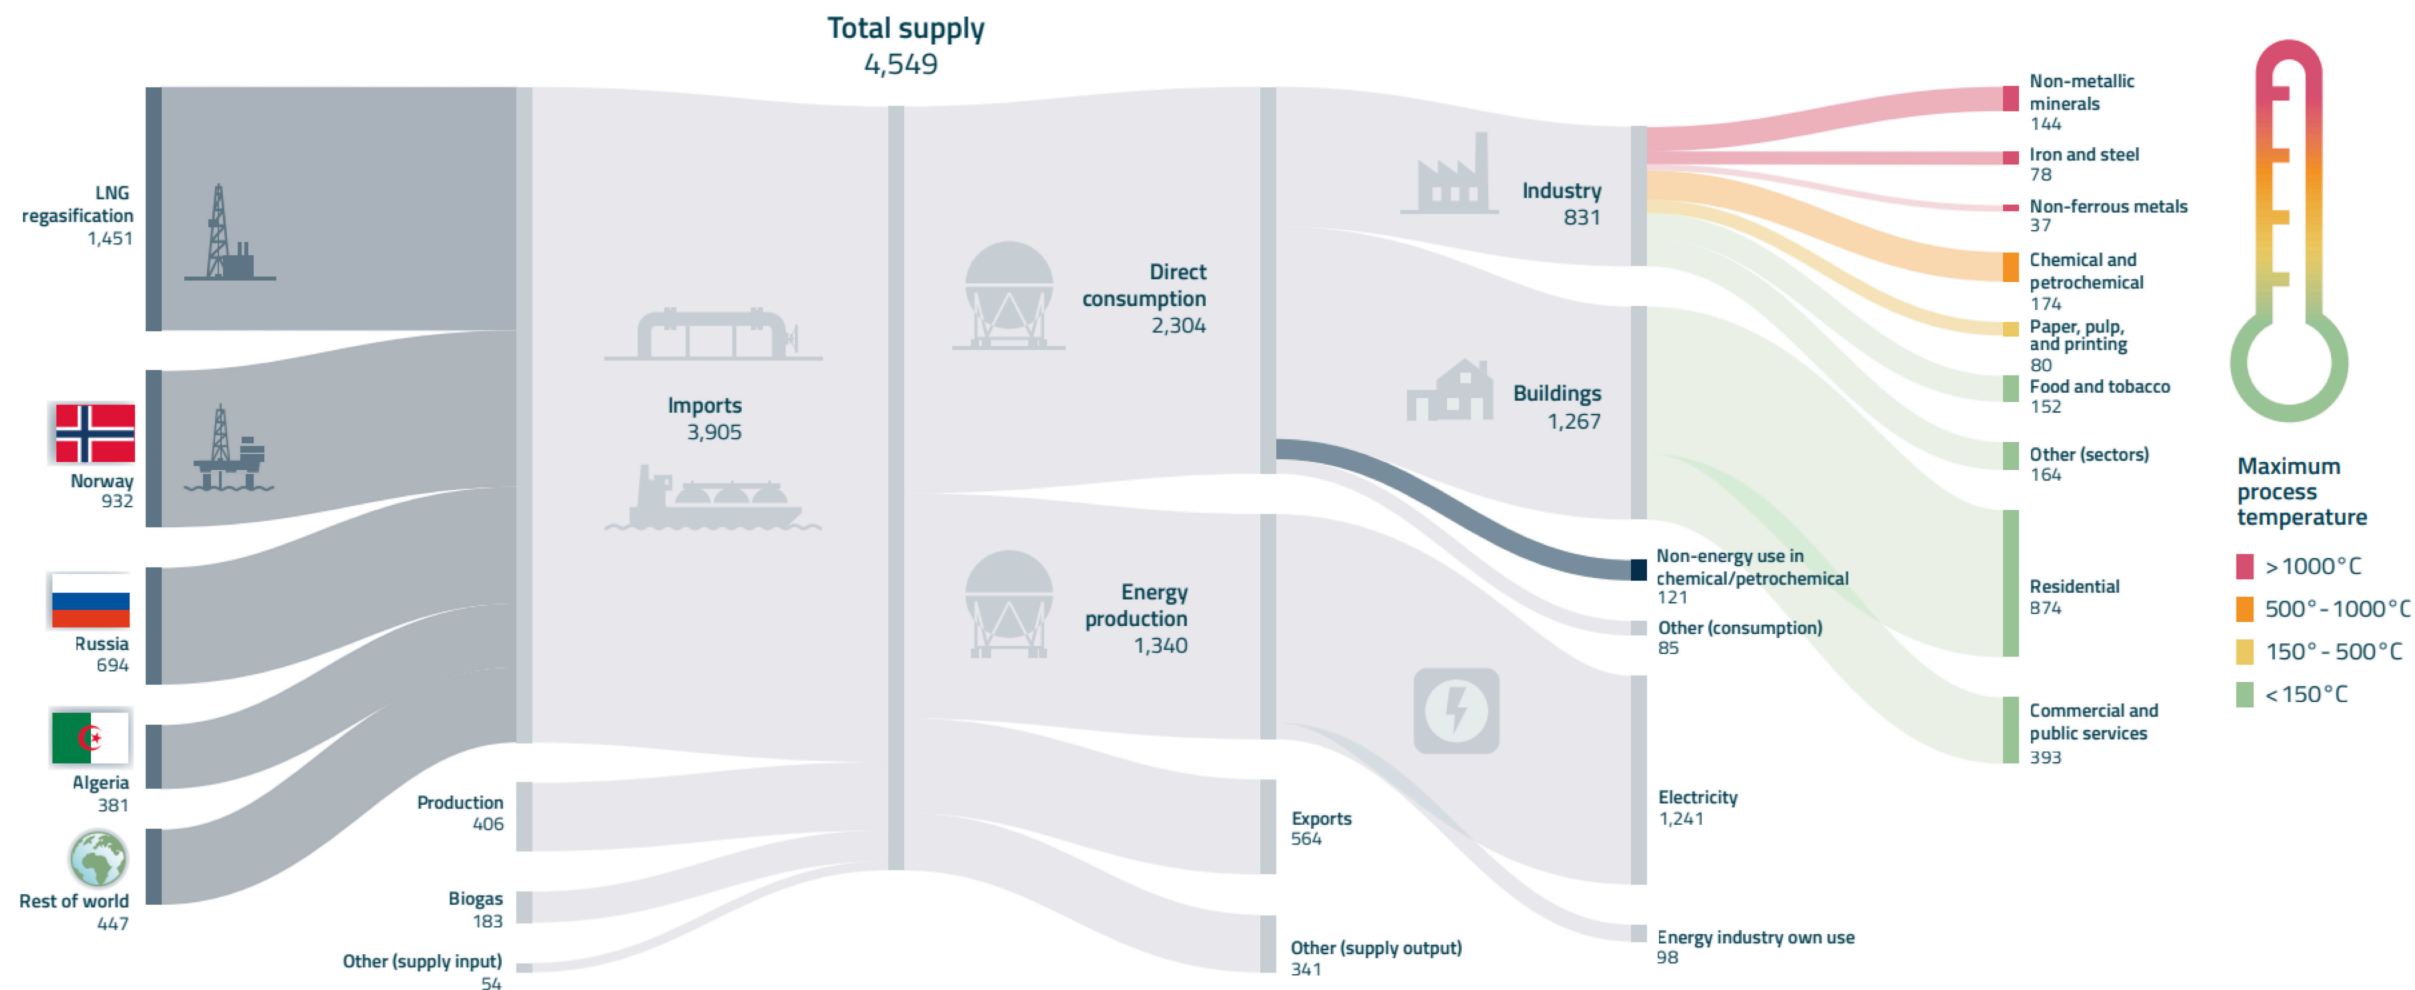 Total supply
4,549
LNG
regasification
1,451
Norway
932
Russia
694
Algeria
381
Rest of world
447
Imports
3,905
Production
406
Biogas
183
Other (supply input)
54
Direct
consumption
2,304
Energy
production
1,340
Exports
564
Other (supply output)
341
Industry
831
Buildings
1,267
Non-energy use in
chemical/petrochemical
121
Other (consumption)
85
Electricity
1,241
Energy industry own use
98
Non-metallic
minerals
144
Iron and steel
78
Non-ferrous metals
37
Chemical and
petrochemical
174
Paper, pulp,
and printing
80
Food and tobacco
152
Other (sectors)
164
Residential
874
Commercial and
public services
393
Maximum
process
temperature
>1000°C
500°-1000°C
150°-500°C
<150°C